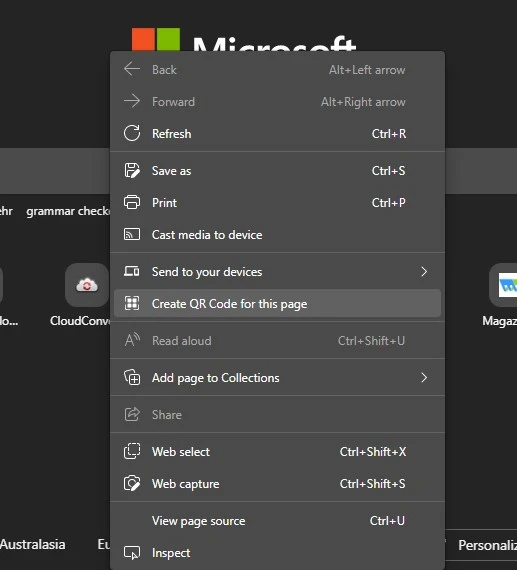 Microsoft
Back Alt+Left arrow
Forward Alt+Right arrow
Refresh Ctrl+R
Save as Ctrl+S
Print Ctrl+P
grammar checke
Cast media to device
Send to your devices
Create QR Code for this page
CloudConv
Magaz
Read aloud Ctrl+Shift+U
Add page to Collections
Share
Web select Ctrl+Shift+X
Web capture Ctrl+Shift+S
View page source Ctrl+U
Australasia Eu Personaliz
Inspect